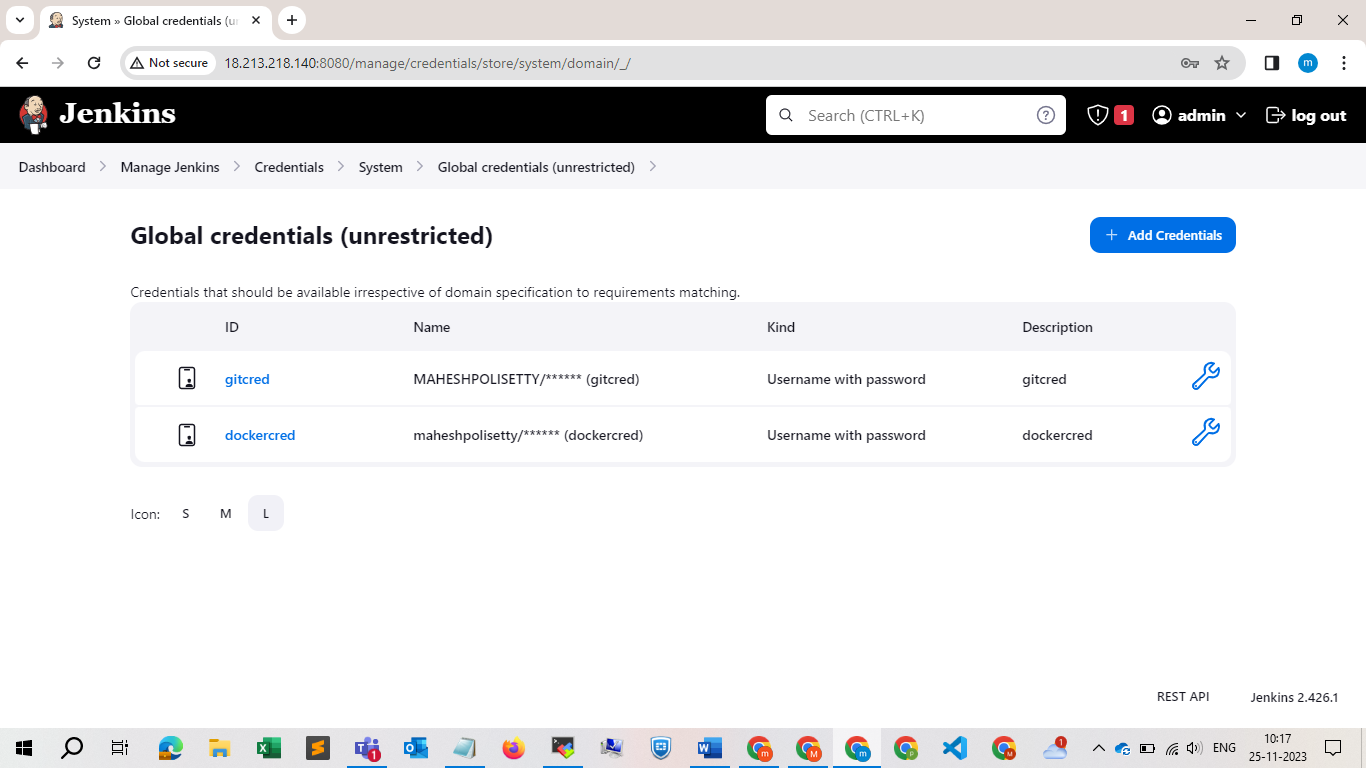 System » Global credentials (u
Not secure
18.213.218.140:8080/manage/credentials/store/system/domain/_/
m
Jenkins
Search (CTRL+K)
?
1
admin
log out
Dashboard
Manage Jenkins
Credentials
System
Global credentials (unrestricted)
Global credentials (unrestricted)
+ Add Credentials
Credentials that should be available irrespective of domain specification to requirements matching.
ID Name Kind Description
gitcred MAHESHPOLISETTY/****** (gitcred) Username with password gitcred
dockercred maheshpolisetty/****** (dockercred) Username with password dockercred
Icon: S M L
REST API Jenkins 2.426.1
ENG
10:17
25-11-2023